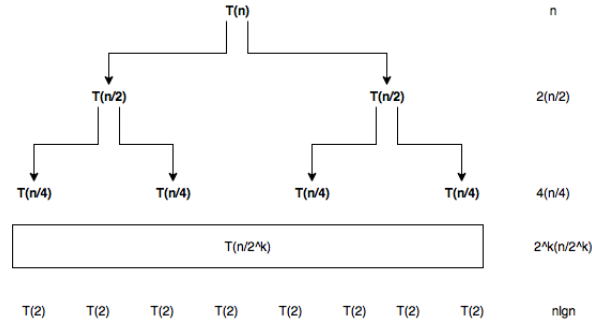 T(n) n
T(n/2) T(n/2) 2(n/2)
T(n/4) T(n/4) T(n/4) T(n/4) 4(n/4)
T(n/2^k) 2^k(n/2^k)
T(2) T(2) T(2) T(2) T(2) T(2) T(2) T(2) nlgn